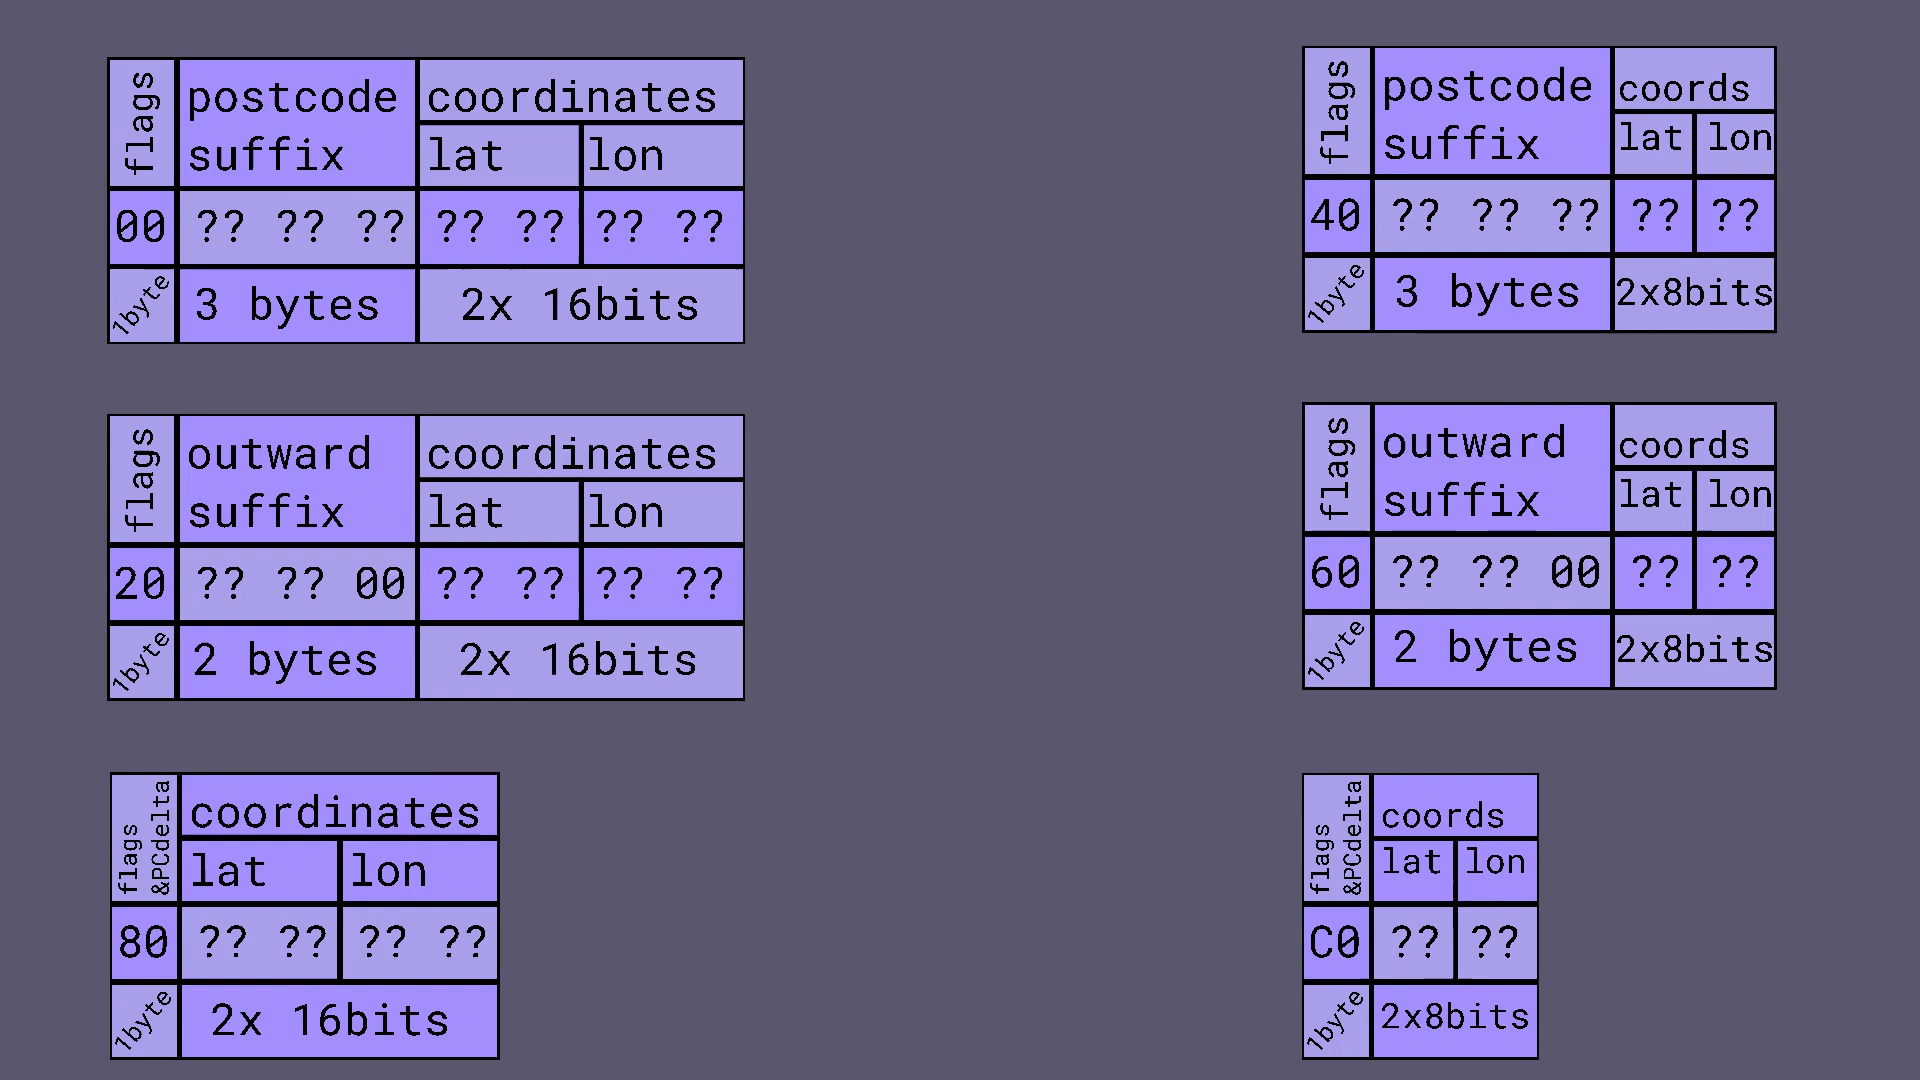 flags
postcode
suffix
coordinates
lat lon
00 ?? ?? ?? ?? ?? ?? ??
1byte 3 bytes 2x 16bits
flags
postcode
suffix
coords
lat lon
40 ?? ?? ?? ?? ??
1byte 3 bytes 2x8bits
flags
outward
suffix
coordinates
lat lon
20 ?? ?? 00 ?? ?? ?? ??
1byte 2 bytes 2x 16bits
flags
outward
suffix
coords
lat lon
60 ?? ?? 00 ?? ??
1byte 2 bytes 2x8bits
flags
&PCdelta
coordinates
lat lon
80 ?? ?? ?? ??
1byte 2x 16bits
flags
&PCdelta
coords
lat lon
C0 ?? ??
1byte 2x8bits